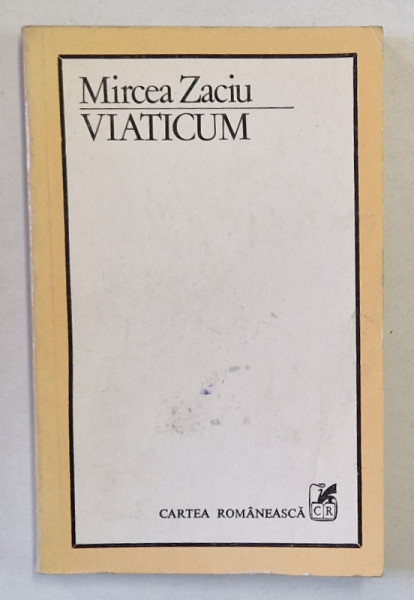 Mircea Zaciu
VIATICUM
CARTEA ROMÂNEASCĂ CR